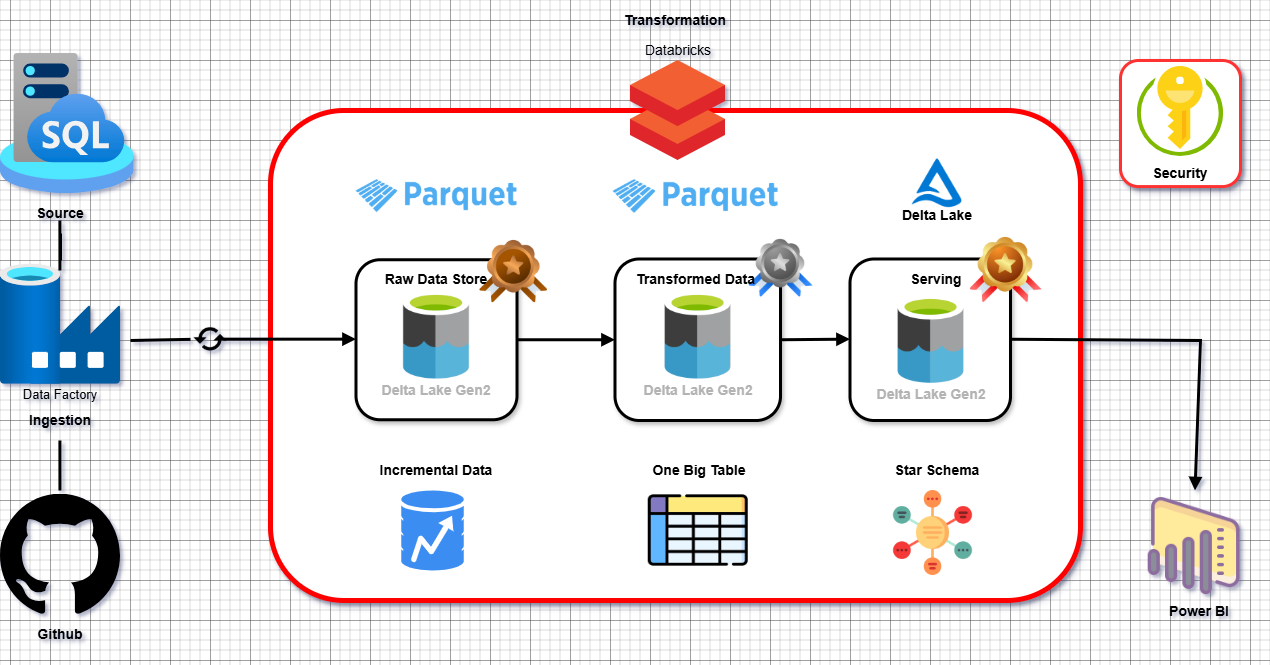 Transformation
Databricks
SQL
Source
Security
Parquet
Parquet
Delta Lake
Raw Data Store
Transformed Data
Serving
Delta Lake Gen2
Delta Lake Gen2
Delta Lake Gen2
Data Factory
Ingestion
Incremental Data
One Big Table
Star Schema
Github
Power BI